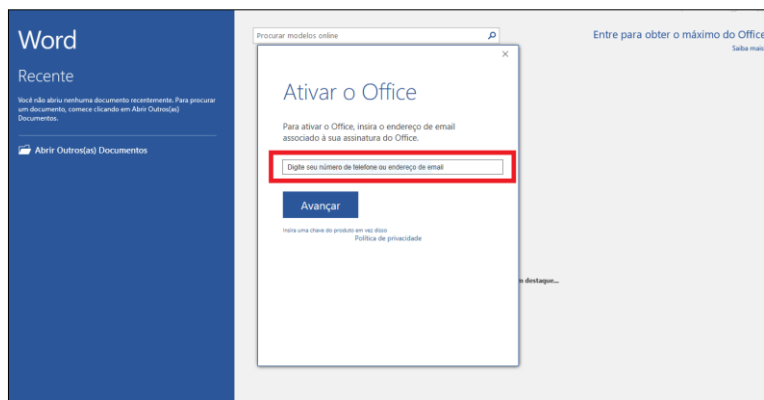 Word
Recente
Você não abriu nenhuma documento recentemente. Para procurar
um documento, comece clicando em Abrir Outros(as)
Documentos.
Abrir Outros(as) Documentos
Procurar modelos online
Entre para obter o máximo do Office
Saiba mais
Ativar o Office
Para ativar o Office, insira o endereço de email
associado à sua assinatura do Office.
Digite seu número de telefone ou endereço de email
Avançar
Insira uma chave do produto em vez disso
Política de privacidade
destaque...